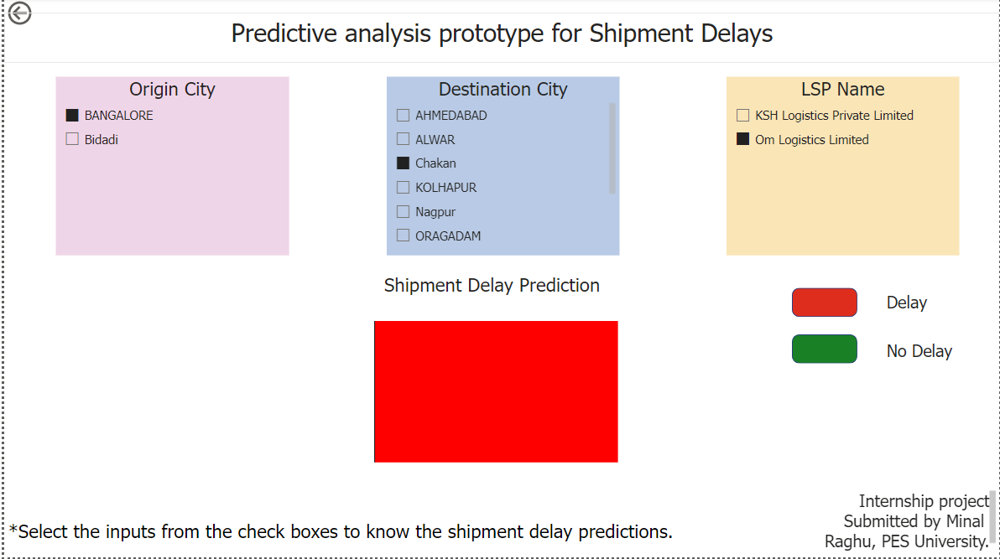 Predictive analysis prototype for Shipment Delays
Origin City
BANGALORE
Bidadi
Destination City
AHMEDABAD
ALWAR
Chakan
KOLHAPUR
Nagpur
ORAGADAM
LSP Name
KSH Logistics Private Limited
Om Logistics Limited
Shipment Delay Prediction
Delay
No Delay
*Select the inputs from the check boxes to know the shipment delay predictions.
Internship project
Submitted by Minal
Raghu, PES University.